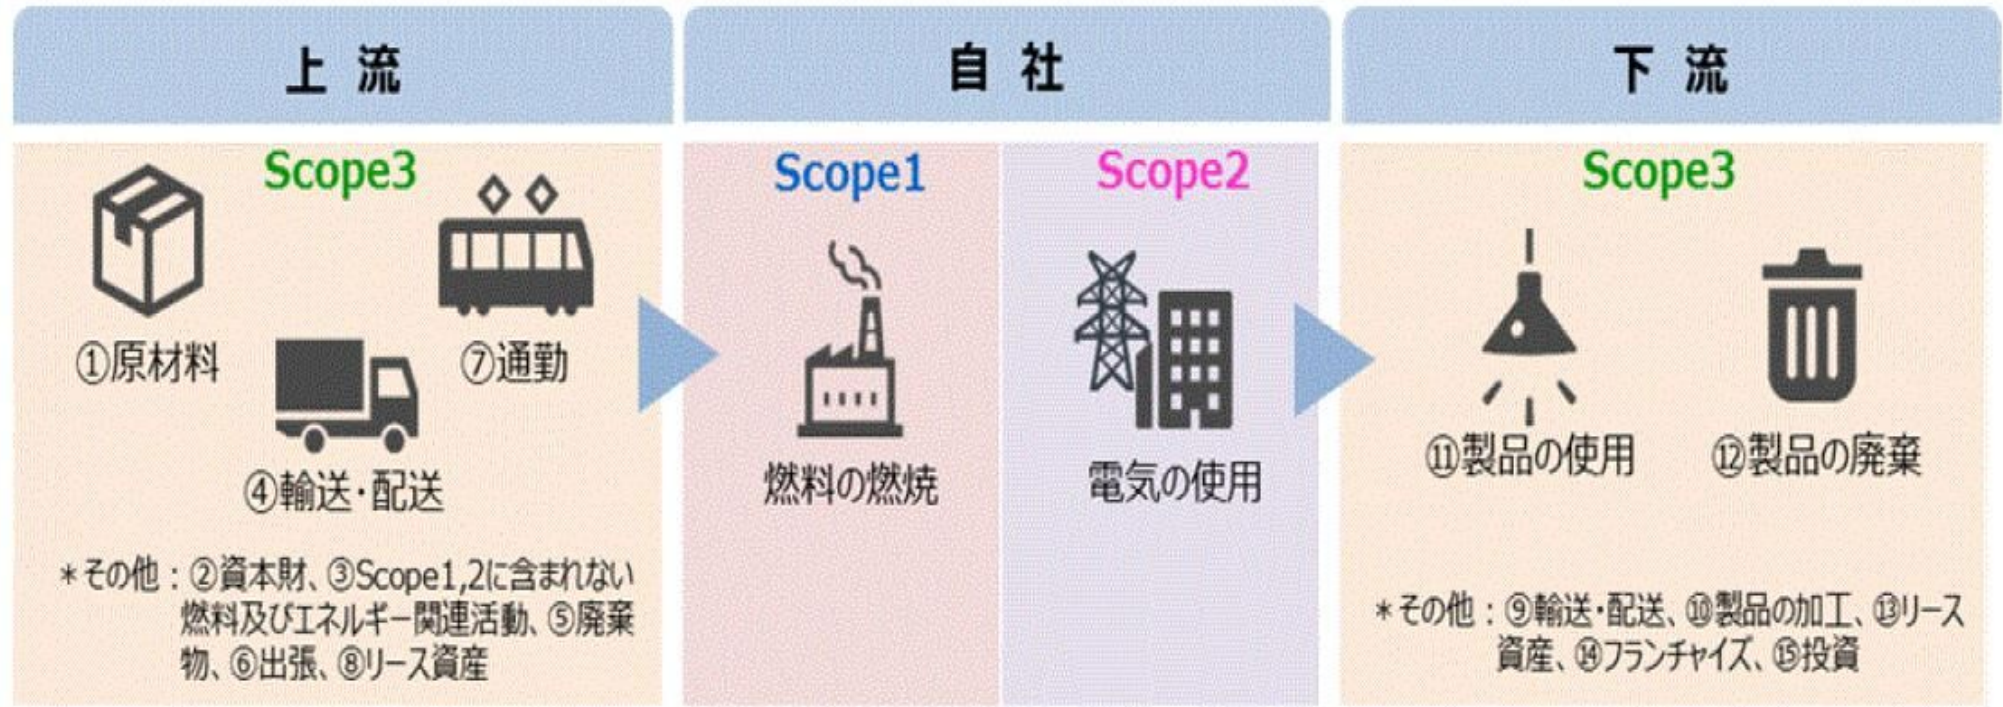 上流
自社
下流
Scope3
①原材料
⑦通勤
④輸送・配送
＊その他：②資本財、③Scope1,2に含まれない
燃料及びエネルギー関連活動、⑤廃棄
物、⑥出張、⑧リース資産
Scope1
燃料の燃焼
Scope2
電気の使用
Scope3
⑪製品の使用
⑫製品の廃棄
＊その他：⑨輸送・配送、⑩製品の加工、⑬リース
資産、⑭フランチャイズ、⑮投資